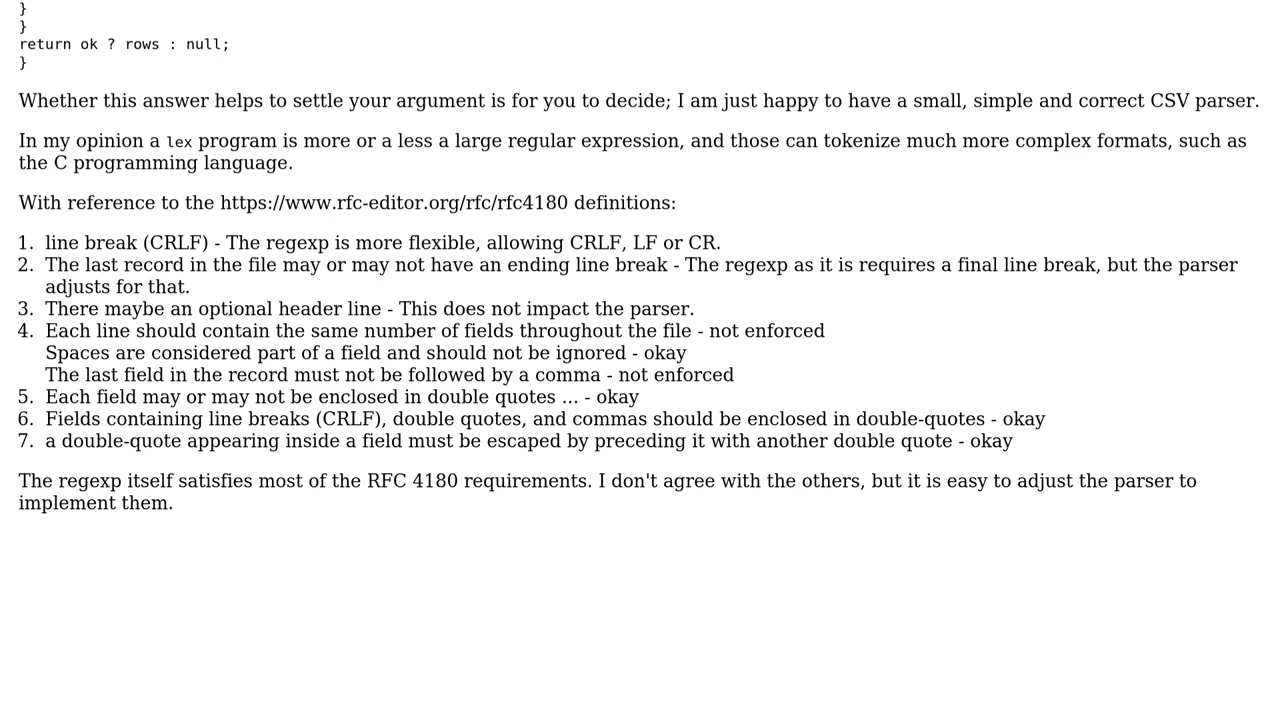 }
}
return ok ? rows : null;
}
Whether this answer helps to settle your argument is for you to decide; I am just happy to have a small, simple and correct CSV parser.
In my opinion a lex program is more or a less a large regular expression, and those can tokenize much more complex formats, such as
the C programming language.
With reference to the https://www.rfc-editor.org/rfc/rfc4180 definitions:
1. line break (CRLF) - The regexp is more flexible, allowing CRLF, LF or CR.
2. The last record in the file may or may not have an ending line break - The regexp as it is requires a final line break, but the parser
adjusts for that.
3. There maybe an optional header line - This does not impact the parser.
4. Each line should contain the same number of fields throughout the file - not enforced
Spaces are considered part of a field and should not be ignored - okay
The last field in the record must not be followed by a comma - not enforced
5. Each field may or may not be enclosed in double quotes ... - okay
6. Fields containing line breaks (CRLF), double quotes, and commas should be enclosed in double-quotes - okay
7. a double-quote appearing inside a field must be escaped by preceding it with another double quote - okay
The regexp itself satisfies most of the RFC 4180 requirements. I don't agree with the others, but it is easy to adjust the parser to
implement them.